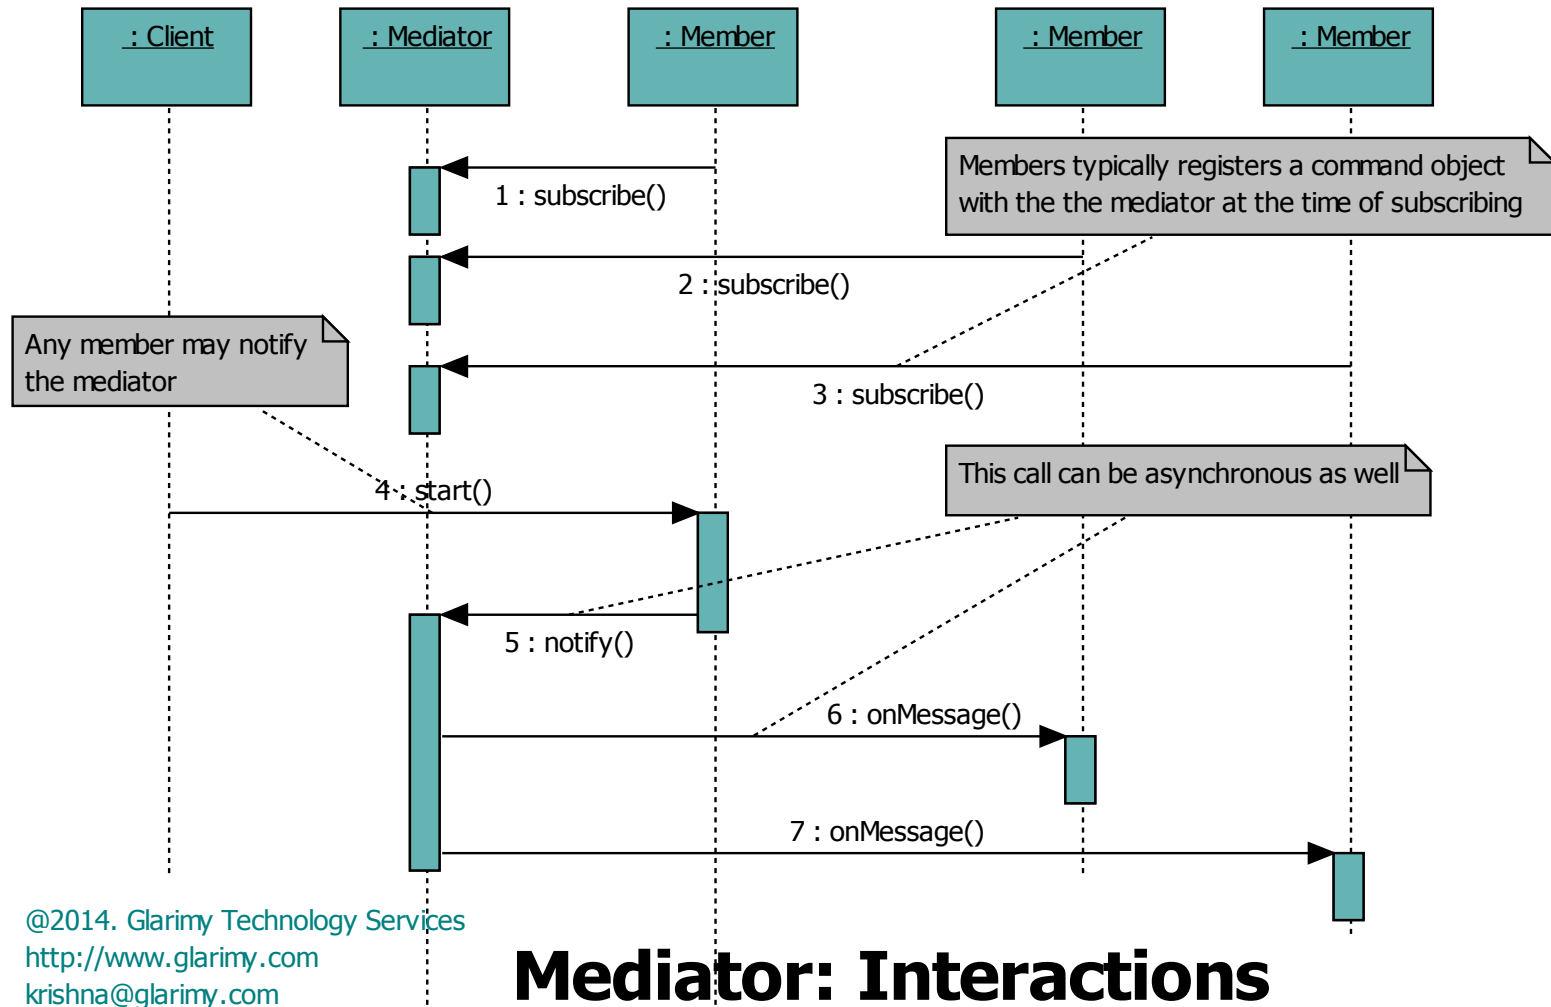 : Client
: Mediator
: Member
: Member
: Member
Members typically registers a command object
with the the mediator at the time of subscribing
1 : subscribe()
2 : subscribe()
Any member may notify
the mediator
3 : subscribe()
This call can be asynchronous as well
4 : start()
5 : notify()
6 : onMessage()
7 : onMessage()
@2014. Glarimy Technology Services
http://www.glarimy.com
krishna@glarimy.com
Mediator: Interactions